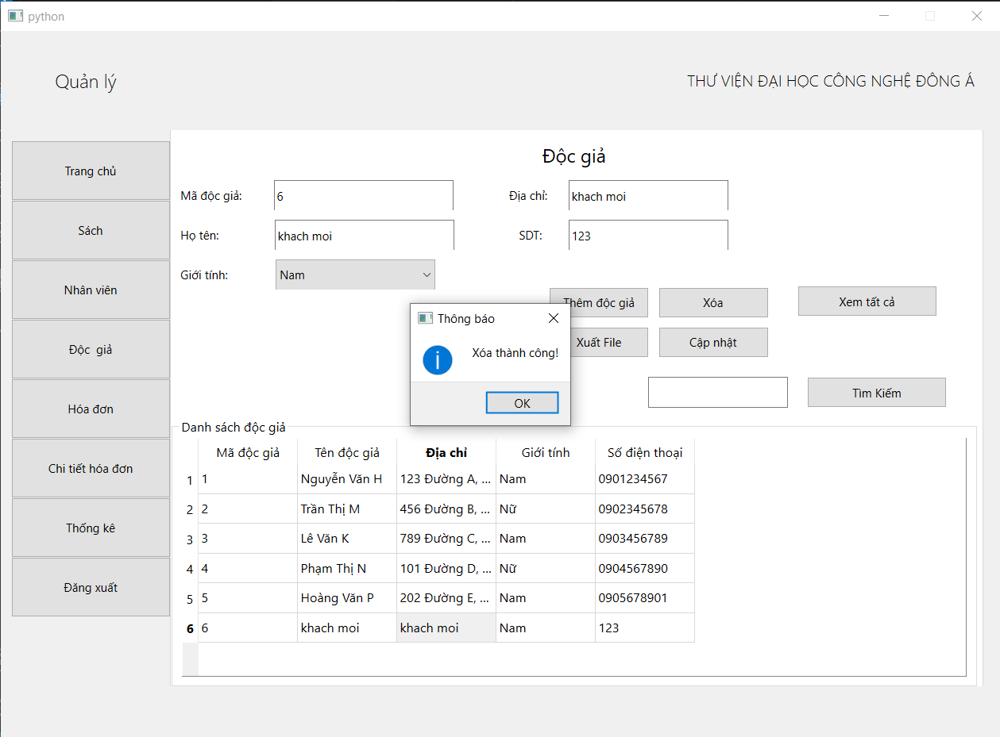 python
Quản lý
THƯ VIỆN ĐẠI HỌC CÔNG NGHỆ ĐÔNG Á
Trang chủ
Sách
Nhân viên
Độc  giả
Hóa đơn
Chi tiết hóa đơn
Thống kê
Đăng xuất
Độc giả
Mã độc giả: 6 Địa chỉ: khach moi
Họ tên: khach moi SDT: 123
Giới tính: Nam
Thêm độc giả Xóa Xem tất cả
Xuất File Cập nhật
Tìm Kiếm
Thông báo
Xóa thành công!
OK
Danh sách độc giả
Mã độc giả Tên độc giả Địa chỉ Giới tính Số điện thoại
1 1 Nguyễn Văn H 123 Đường A, ... Nam 0901234567
2 2 Trần Thị M 456 Đường B, ... Nữ 0902345678
3 3 Lê Văn K 789 Đường C, ... Nam 0903456789
4 4 Phạm Thị N 101 Đường D, ... Nữ 0904567890
5 5 Hoàng Văn P 202 Đường E, ... Nam 0905678901
6 6 khach moi khach moi Nam 123